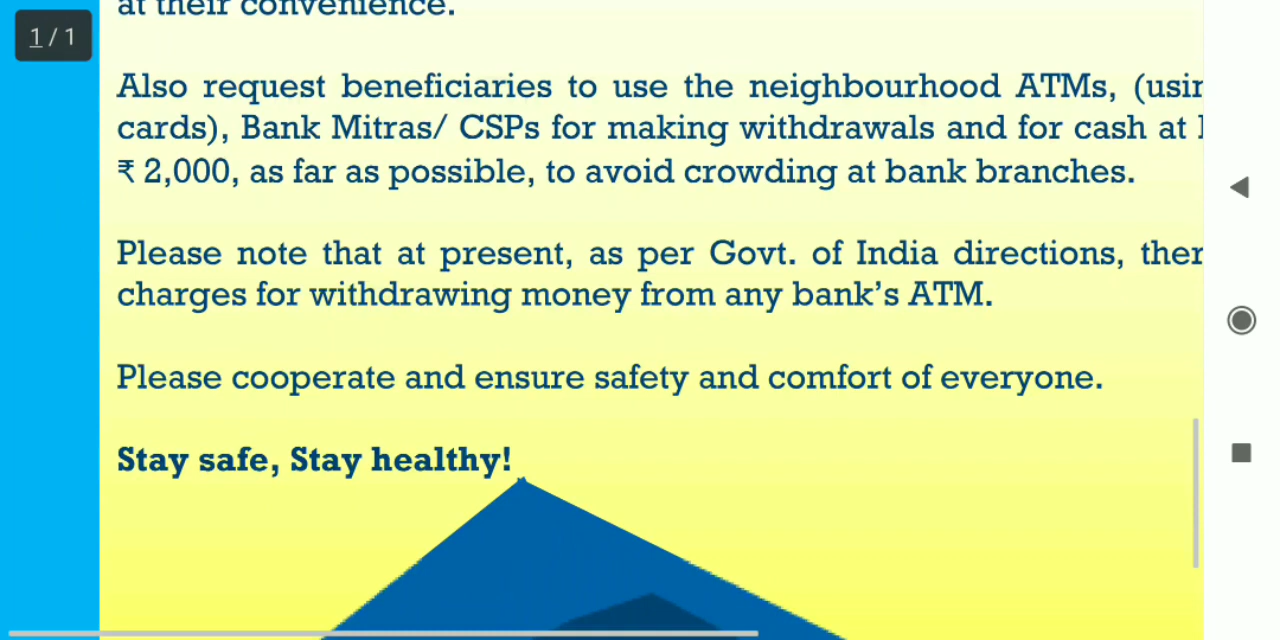 1/1
at their convenience.
Also request beneficiaries to use the neighbourhood ATMs,
cards), Bank Mitras/ CSPs for making withdrawals and for cash at
₹ 2,000, as far as possible, to avoid crowding at bank branches.
Please note that at present, as per Govt. of India directions,
charges for withdrawing money from any bank's ATM.
Please cooperate and ensure safety and comfort of everyone.
Stay safe, Stay healthy!